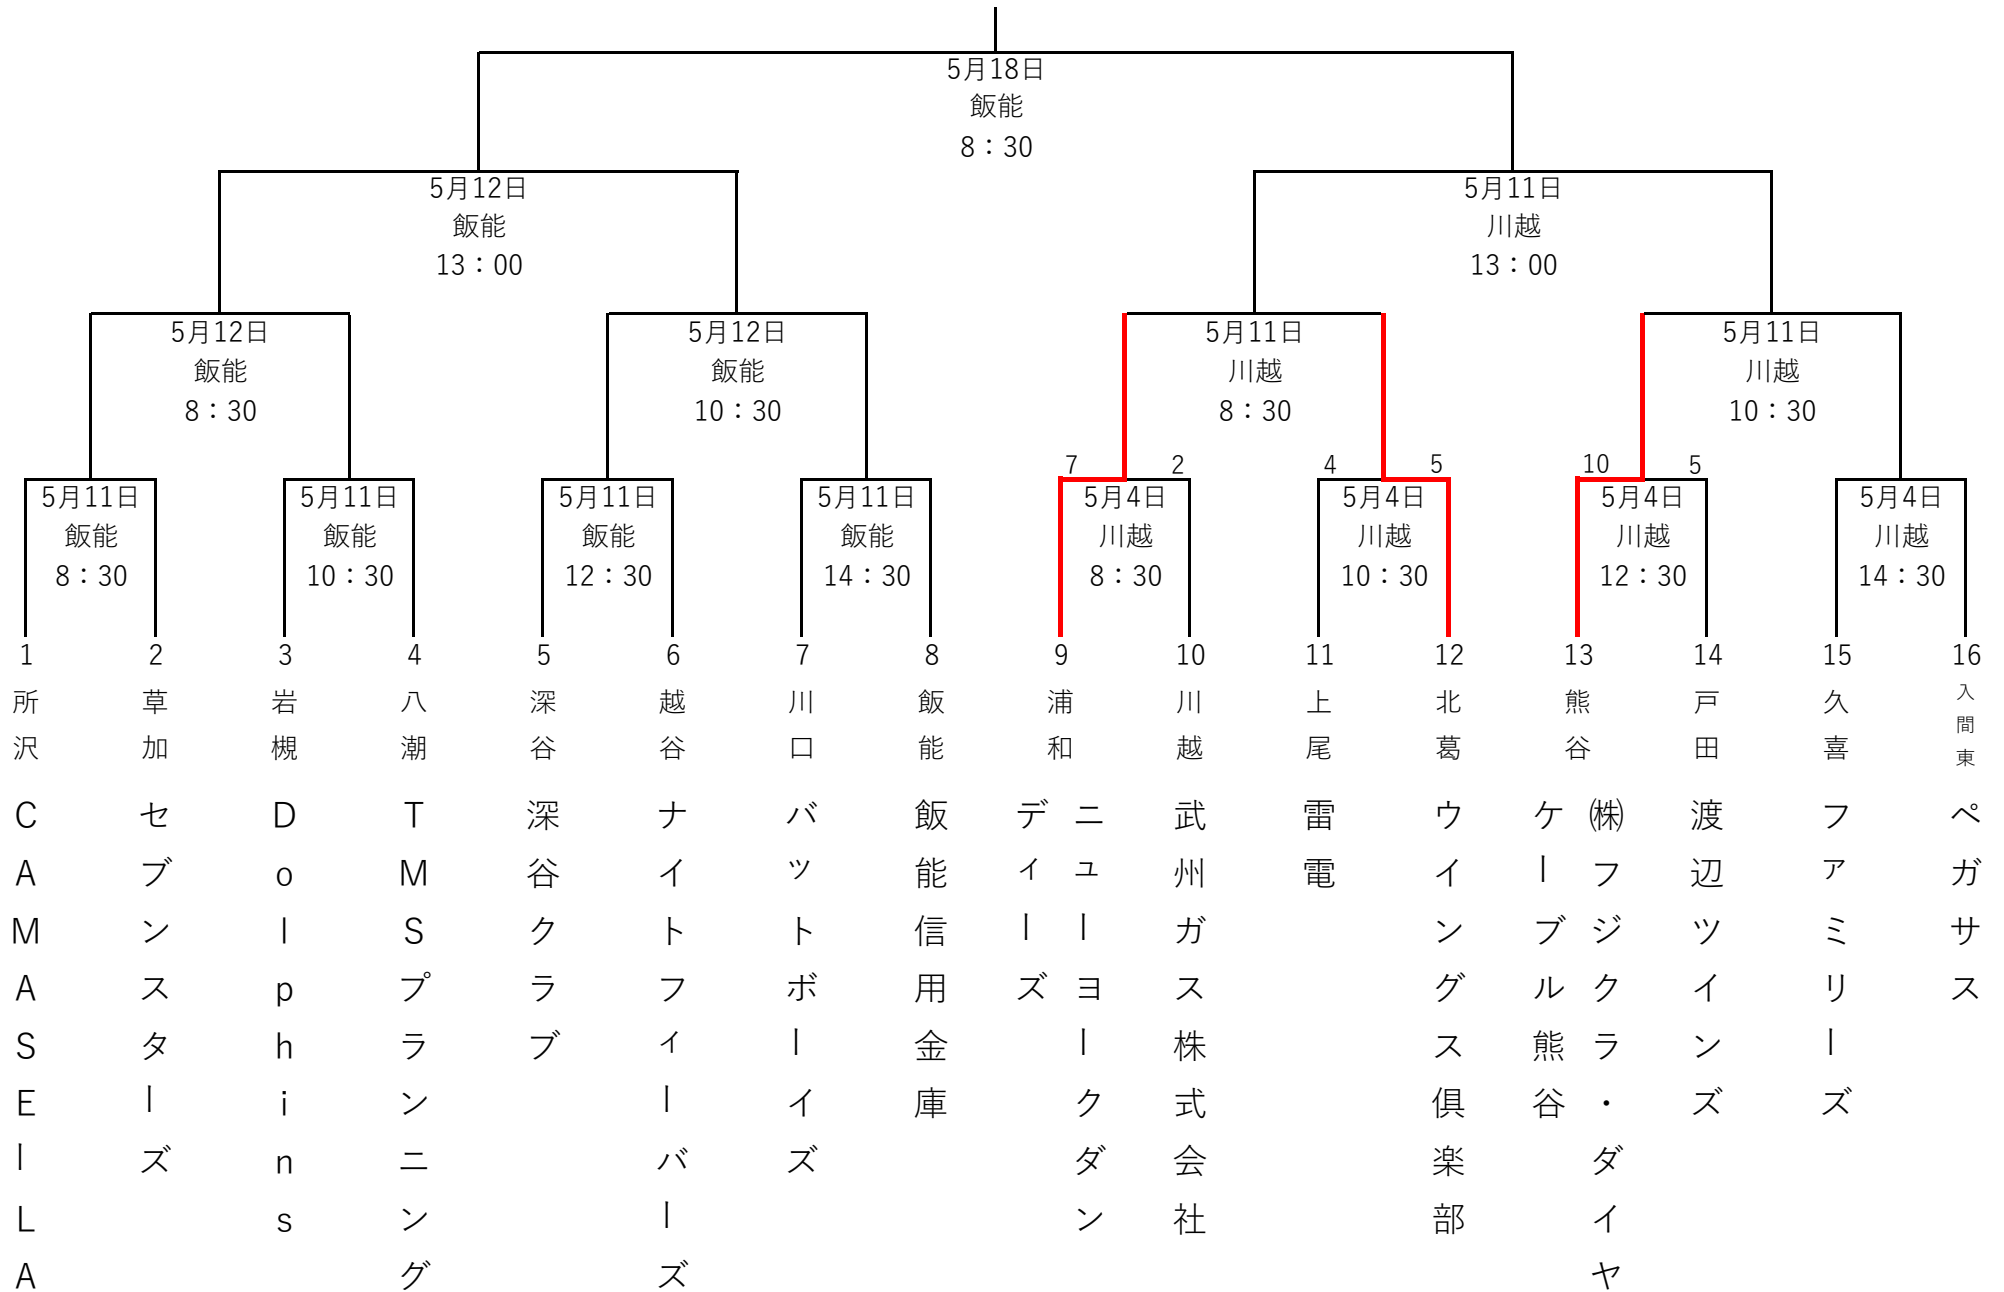 5月18日
飯能
8：30
5月12日
飯能
13：00
5月11日
川越
13：00
5月12日
飯能
8：30
5月12日
飯能
10：30
5月11日
川越
8：30
5月11日
川越
10：30
7 2
4 5
10 5
5月11日
飯能
8：30
5月11日
飯能
10：30
5月11日
飯能
12：30
5月11日
飯能
14：30
5月4日
川越
8：30
5月4日
川越
10：30
5月4日
川越
12：30
5月4日
川越
14：30
1
所沢
CAMASEILA
2
草加
セブンスターズ
3
岩槻
Dolphins
4
八潮
TMSプランニング
5
深谷
深谷クラブ
6
越谷
ナイトフィーバーズ
7
川口
バットボーイズ
8
飯能
飯能信用金庫
9
浦和
ニューヨークダン
ディーズ
10
川越
武州ガス株式会社
11
上尾
雷電
12
北葛
ウイングス倶楽部
13
熊谷
㈱フジクラ・ダイヤ
ケーブル熊谷
14
戸田
渡辺ツインズ
15
久喜
ファミリーズ
16
入間東
ペガサス